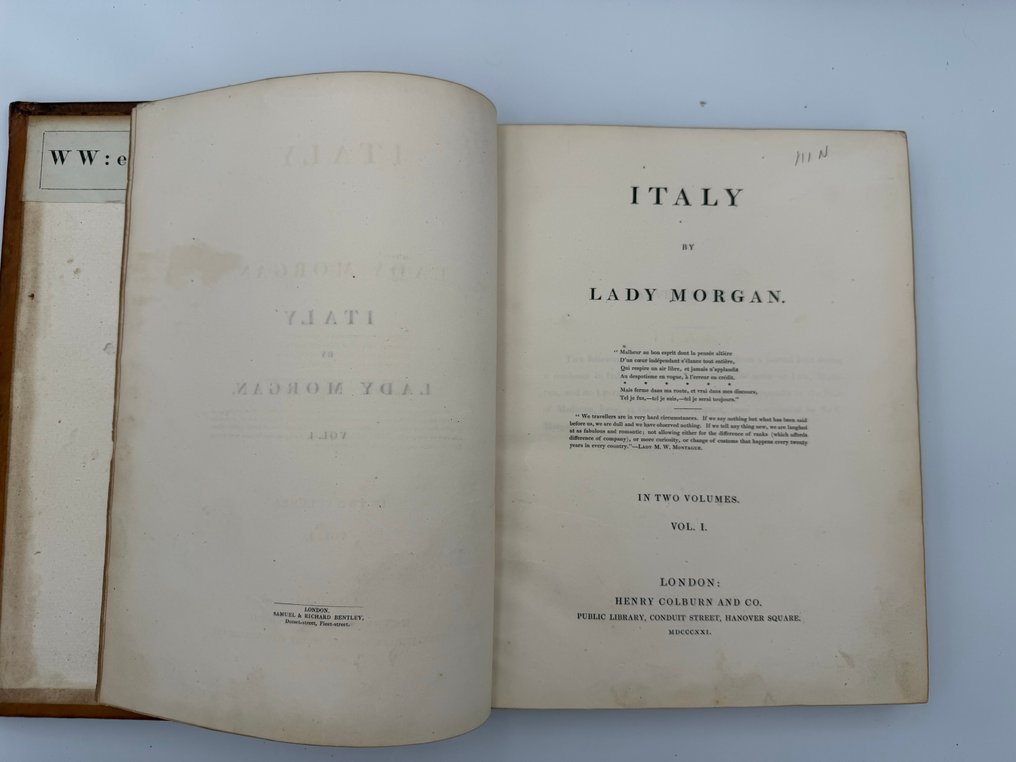 WW:e
LONDON,
SAMUEL & RICHARD BENTLEY,
Dorset-street, Fleet-street.
ITALY
BY
LADY MORGAN.
" Malheur au bon esprit dont la pensée altière
D'un cœur indépendant s'élance tout entière,
Qui respire un air libre, et jamais n'applaudit
Au despotisme en vogue, à l'erreur en crédit.
* * * * * *
Mais ferme dans ma route, et vrai dans mes discours,
Tel je fus,—tel je suis,—tel je serai toujours."
" We travellers are in very hard circumstances. If we say nothing but what has been said
before us, we are dull and we have observed nothing. If we tell any thing new, we are laughed
at as fabulous and romantic; not allowing either for the difference of ranks (which affords
difference of company), or more curiosity, or change of customs that happens every twenty
years in every country."—LADY M. W. MONTAGUE.
IN TWO VOLUMES.
VOL. I.
LONDON:
HENRY COLBURN AND CO.
PUBLIC LIBRARY, CONDUIT STREET, HANOVER SQUARE.
MDCCCXXI.